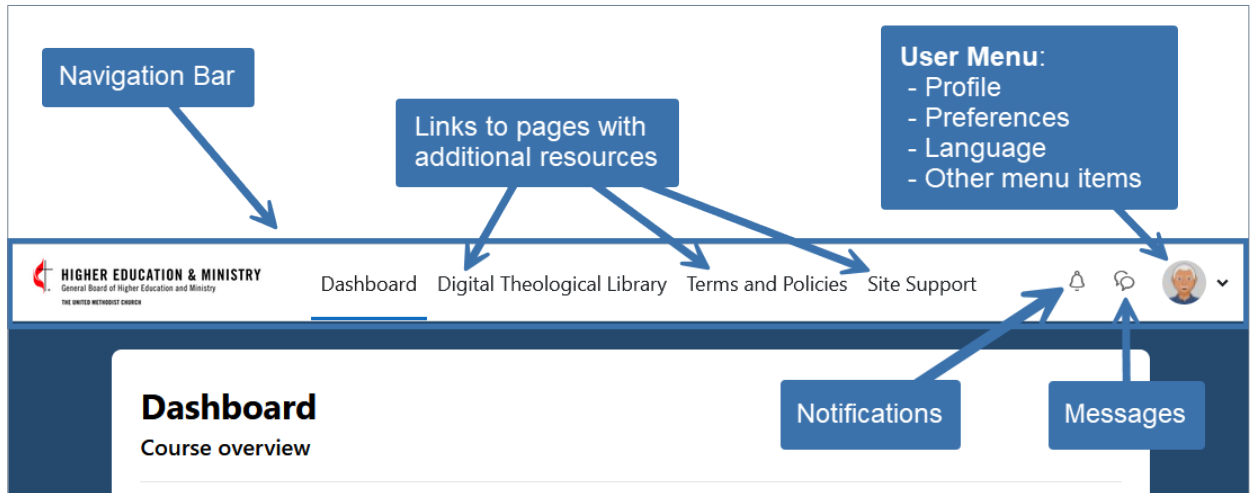 Navigation Bar
Links to pages with
additional resources
User Menu:
- Profile
- Preferences
- Language
- Other menu items
HIGHER EDUCATION & MINISTRY
General Board of Higher Education and Ministry
THE UNITED METHODIST CHURCH
Dashboard Digital Theological Library Terms and Policies Site Support
Dashboard
Course overview
Notifications
Messages